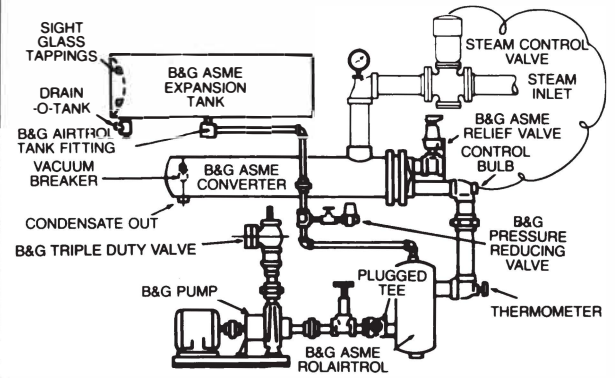 SIGHT
GLASS
TAPPINGS
B&G ASME
EXPANSION
TANK
STEAM CONTROL
VALVE
STEAM
INLET
DRAIN
-O-TANK
B&G AIRTROL
TANK FITTING
B&G ASME
RELIEF VALVE
CONTROL
BULB
VACUUM
BREAKER
B&G ASME
CONVERTER
CONDENSATE OUT
B&G TRIPLE DUTY VALVE
B&G
PRESSURE
REDUCING
VALVE
PLUGGED
TEE
B&G PUMP
THERMOMETER
B&G ASME
ROLAIRTROL